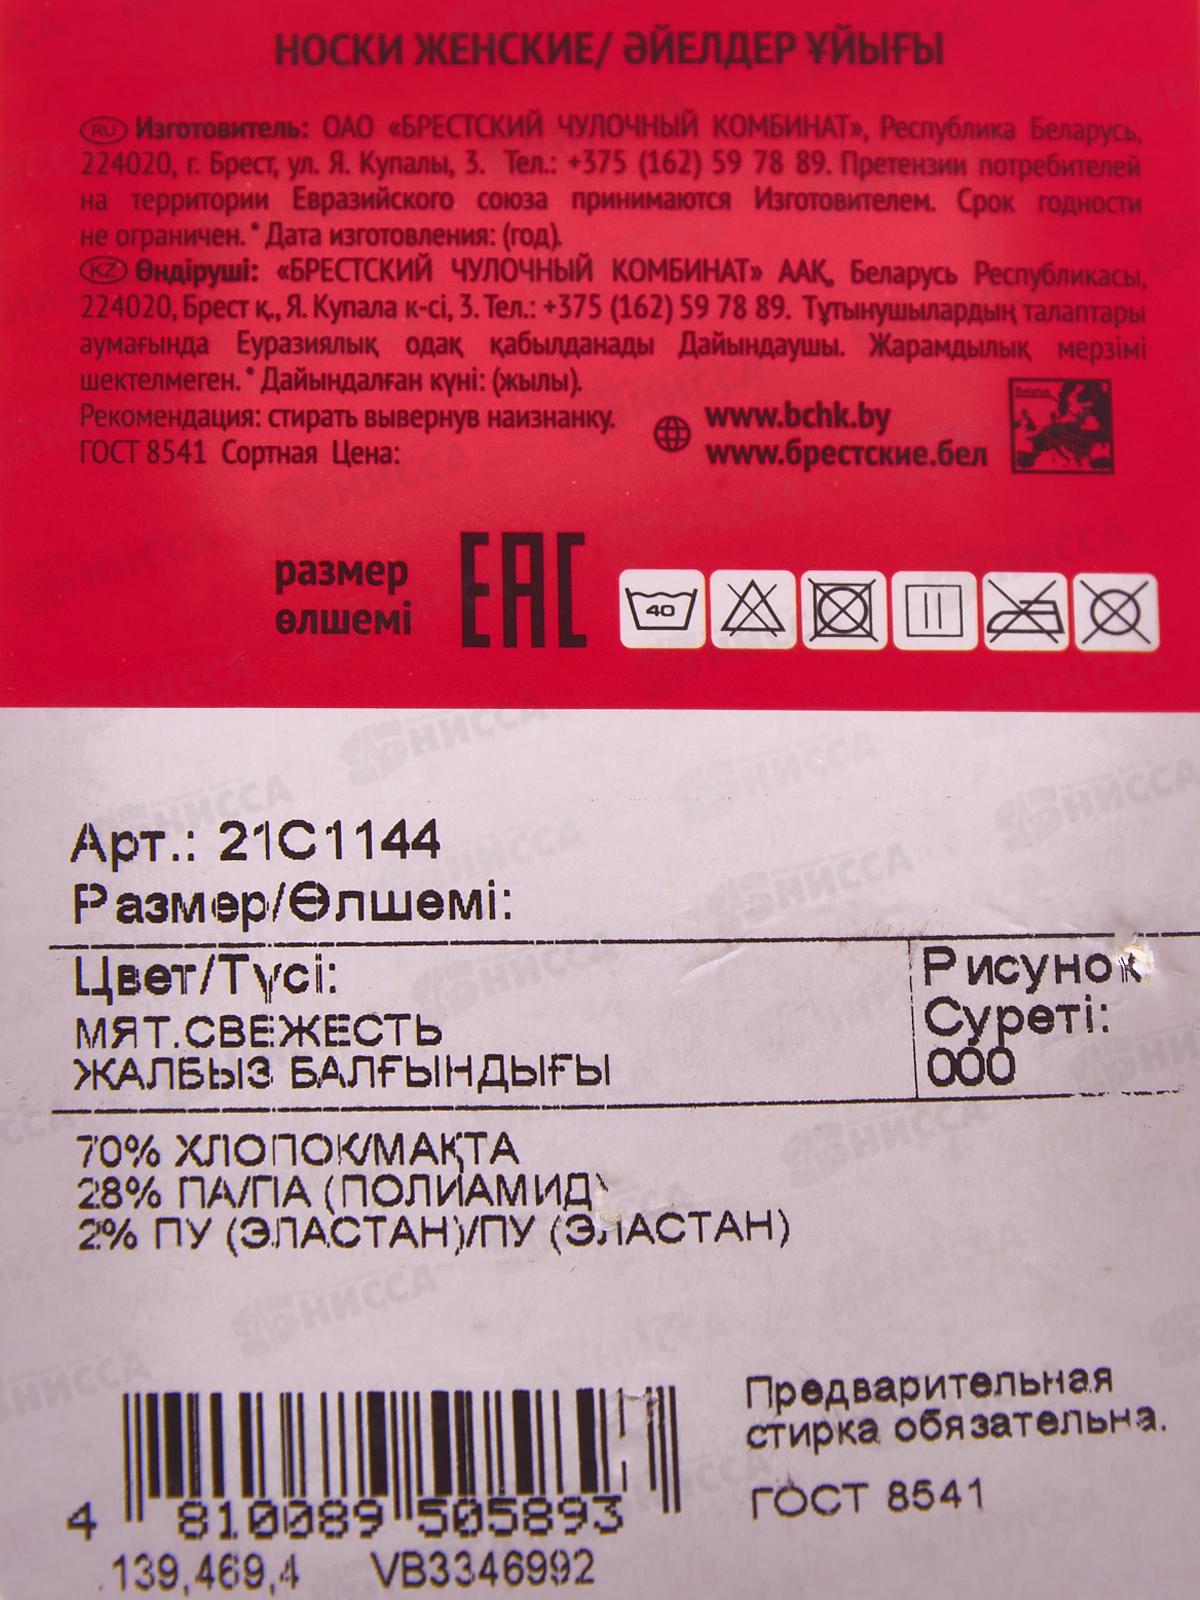 НОСКИ ЖЕНСКИЕ/ ӘЙЕЛДЕР ҰЙЫҒЫ
RU Изготовитель: ОАО «БРЕСТСКИЙ ЧУЛОЧНЫЙ КОМБИНАТ», Республика Беларусь,
224020, г. Брест, ул. Я. Купалы, 3. Тел.: +375 (162) 59 78 89. Претензии потребителей
на территории Евразийского союза принимаются Изготовителем. Срок годности
не ограничен. * Дата изготовления: (год).
KZ Өндіруші: «БРЕСТСКИЙ ЧУЛОЧНЫЙ КОМБИНАТ» ААҚ, Беларусь Республикасы,
224020, Брест қ., Я. Купала к-сі, 3. Тел.: +375 (162) 59 78 89. Тұтынушылардың талаптары
аумағында Еуразиялық одақ қабылданады Дайындаушы. Жарамдылық мерзімі
шектелмеген. * Дайындалған күні: (жылы).
Рекомендация: стирать вывернув наизнанку.
ГОСТ 8541 Сортная Цена:
www.bchk.by
www.брестские.бел
Belarus
размер
өлшемі
EAC
40
Арт.: 21С1144
Размер/Өлшемі:
Цвет/Түсі:
МЯТ.СВЕЖЕСТЬ
ЖАЛБЫЗ БАЛҒЫНДЫҒЫ
Рисунок
Суреті:
000
70% ХЛОПОК/МАҚТА
28% ПА/ПА (ПОЛИАМИД)
2% ПУ (ЭЛАСТАН)/ПУ (ЭЛАСТАН)
Предварительная
стирка обязательна.
ГОСТ 8541
4 810089 505893
139,469,4 VB3346992
НИССА